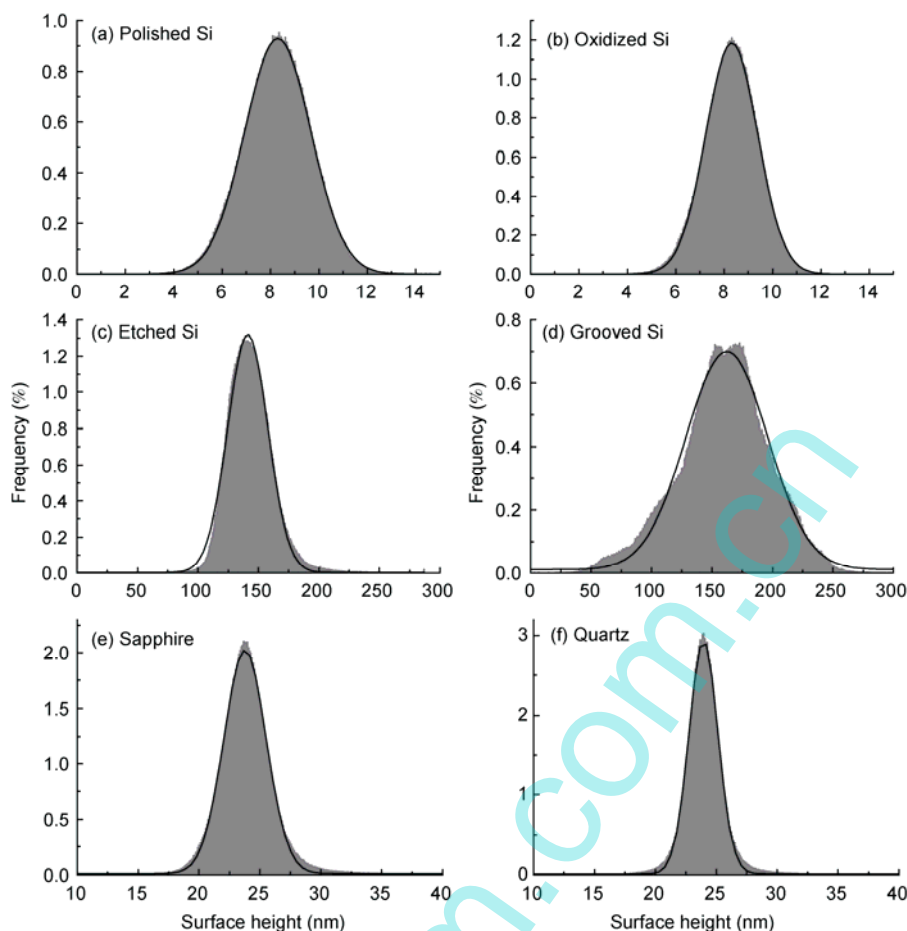 (a) Polished Si
1.0
0.8
0.6
0.4
0.2
0.0
0 2 4 6 8 10 12 14
(b) Oxidized Si
1.2
1.0
0.8
0.6
0.4
0.2
0.0
0 2 4 6 8 10 12 14
(c) Etched Si
1.4
1.2
1.0
0.8
0.6
0.4
0.2
0.0
0 50 100 150 200 250 300
Frequency (%)
(d) Grooved Si
0.8
0.6
0.4
0.2
0.0
0 50 100 150 200 250 300
Frequency (%)
(e) Sapphire
2.0
1.5
1.0
0.5
0.0
10 15 20 25 30 35 40
Surface height (nm)
(f) Quartz
3
2
1
0
10 15 20 25 30 35 40
Surface height (nm)
m.com.cn